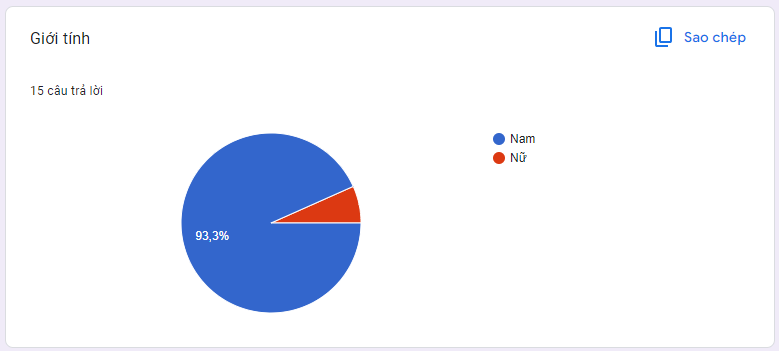 Giới tính
Sao chép
15 câu trả lời
Nam
Nữ
93,3%